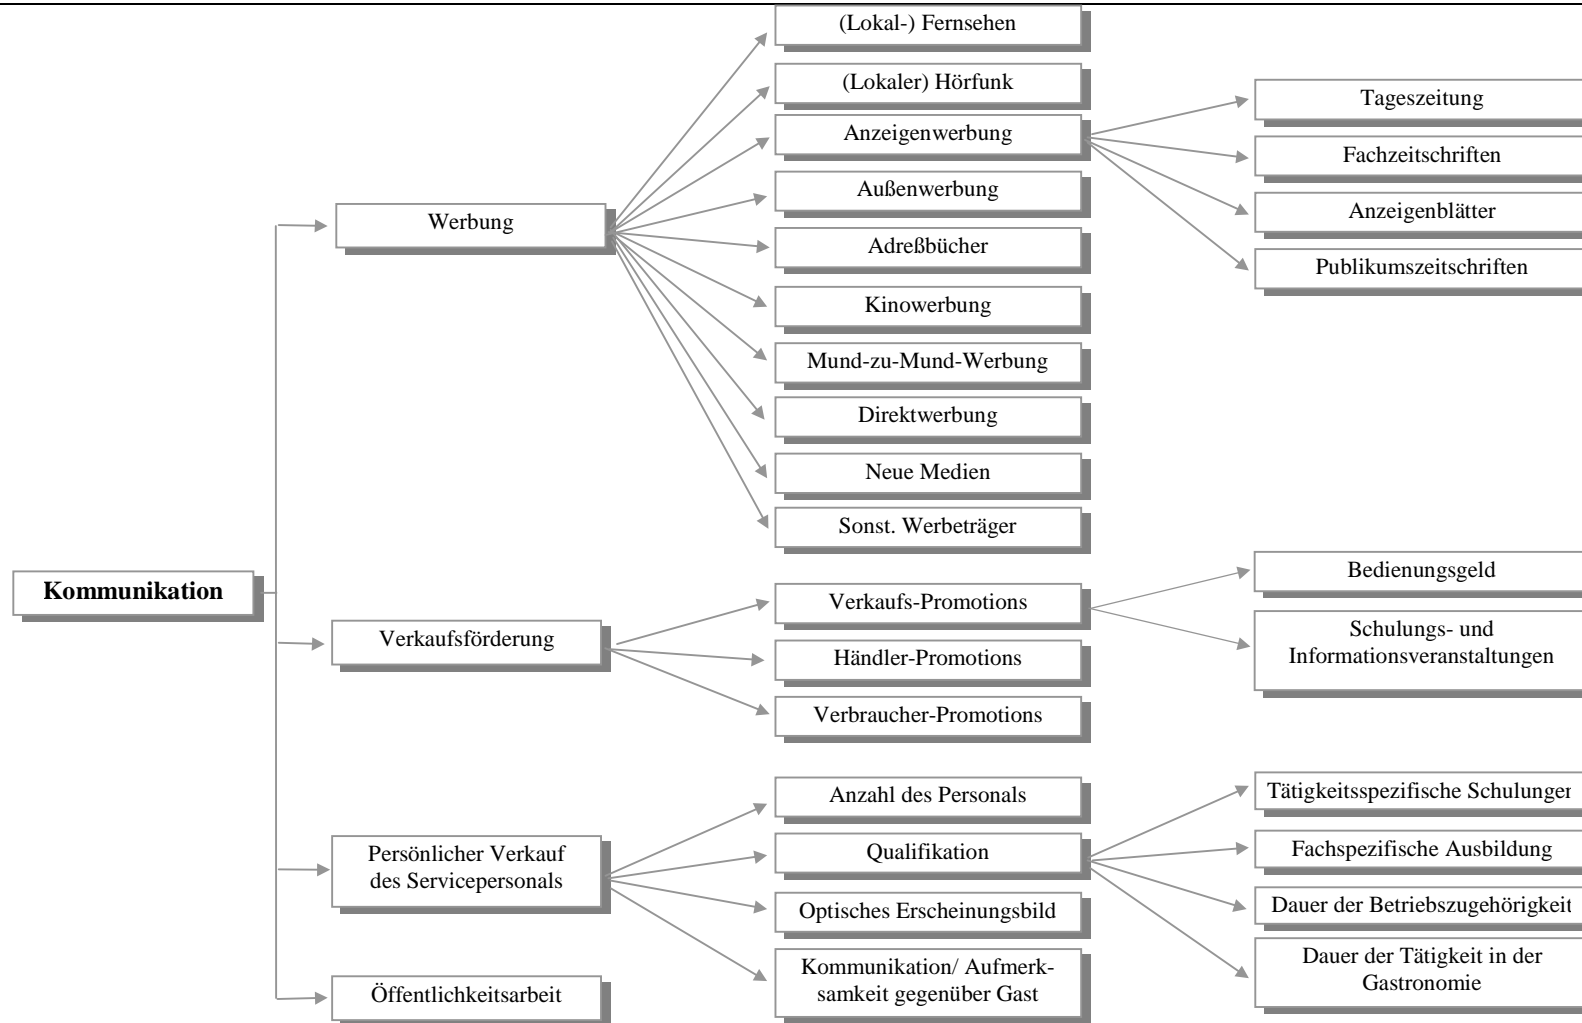 (Lokal-) Fernsehen
(Lokaler) Hörfunk
Tageszeitung
Anzeigenwerbung
Fachzeitschriften
Außenwerbung
Anzeigenblätter
Werbung
Adreßbücher
Publikumszeitschriften
Kinowerbung
Mund-zu-Mund-Werbung
Direktwerbung
Neue Medien
Sonst. Werbeträger
Bedienungsgeld
Kommunikation
Verkaufs-Promotions
Verkaufsförderung
Schulungs- und
Informationsveranstaltungen
Händler-Promotions
Verbraucher-Promotions
Anzahl des Personals
Tätigkeitsspezifische Schulungen
Persönlicher Verkauf
des Servicepersonals
Qualifikation
Fachspezifische Ausbildung
Optisches Erscheinungsbild
Dauer der Betriebszugehörigkeit
Kommunikation/ Aufmerk-
samkeit gegenüber Gast
Dauer der Tätigkeit in der
Gastronomie
Öffentlichkeitsarbeit